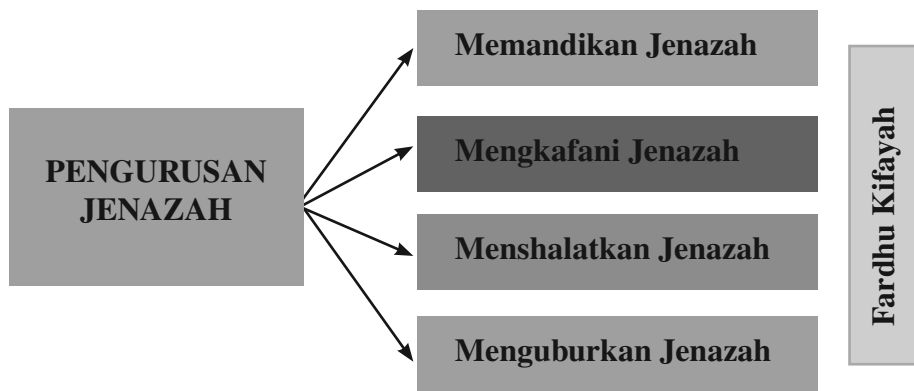 PENGURUSAN
JENAZAH
Memandikan Jenazah
Mengkafani Jenazah
Menshalatkan Jenazah
Menguburkan Jenazah
Fardhu Kifayah